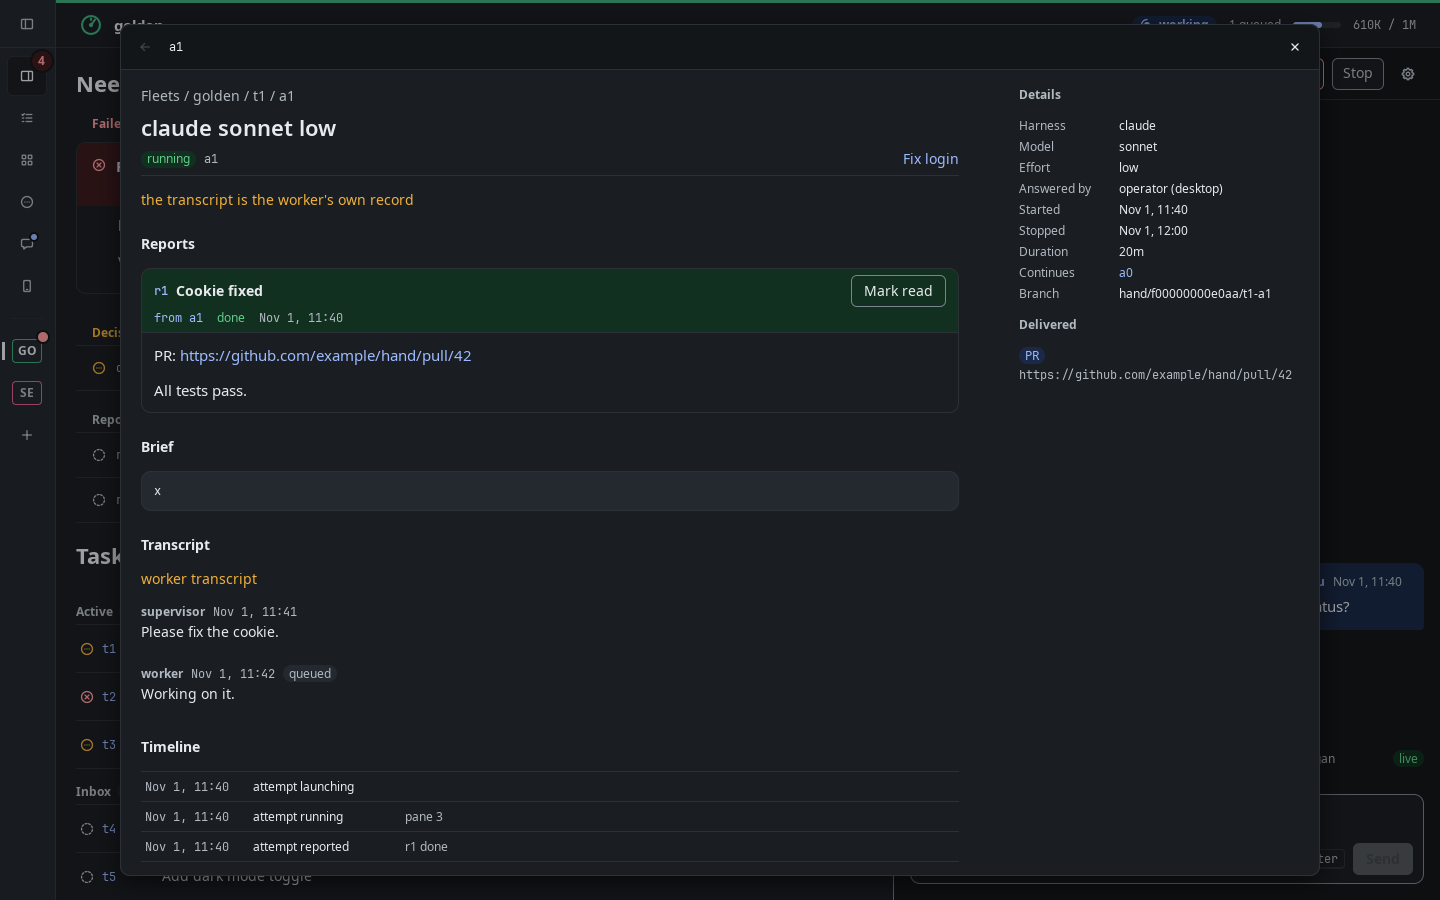 4
golden
working
1 queued
610K / 1M
a1
Stop
Fleets / golden / t1 / a1
claude sonnet low
running a1
Fix login
the transcript is the worker's own record
Reports
r1 Cookie fixed
Mark read
from a1 done Nov 1, 11:40
PR: https://github.com/example/hand/pull/42
All tests pass.
Brief
x
Transcript
worker transcript
supervisor Nov 1, 11:41
Please fix the cookie.
worker Nov 1, 11:42 queued
Working on it.
Timeline
Nov 1, 11:40 attempt launching
Nov 1, 11:40 attempt running pane 3
Nov 1, 11:40 attempt reported r1 done
Details
Harness claude
Model sonnet
Effort low
Answered by operator (desktop)
Started Nov 1, 11:40
Stopped Nov 1, 12:00
Duration 20m
Continues a0
Branch hand/f00000000e0aa/t1-a1
Delivered
PR
https://github.com/example/hand/pull/42
GO
SE
Active
t1
t2
t3
Inbox
t4
t5 Add dark mode toggle
Nov 1, 11:40
live
Send